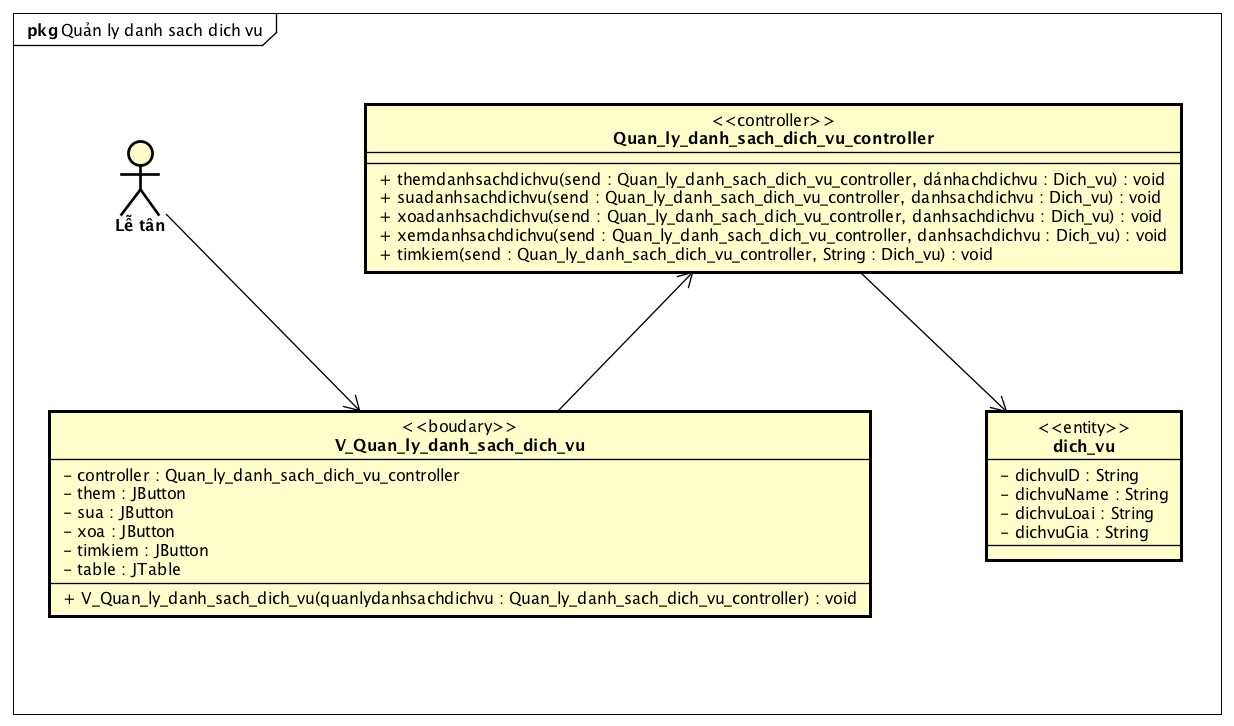 pkg Quản ly danh sach dich vu
<<controller>>
Quan_ly_danh_sach_dich_vu_controller
+ themdanhsachdichvu(send : Quan_ly_danh_sach_dich_vu_controller, dánhachdichvu : Dich_vu) : void
+ suadanhsachdichvu(send : Quan_ly_danh_sach_dich_vu_controller, danhsachdichvu : Dich_vu) : void
+ xoadanhsachdichvu(send : Quan_ly_danh_sach_dich_vu_controller, danhsachdichvu : Dich_vu) : void
+ xemdanhsachdichvu(send : Quan_ly_danh_sach_dich_vu_controller, danhsachdichvu : Dich_vu) : void
+ timkiem(send : Quan_ly_danh_sach_dich_vu_controller, String : Dich_vu) : void
Lễ tân
<<boudary>>
V_Quan_ly_danh_sach_dich_vu
- controller : Quan_ly_danh_sach_dich_vu_controller
- them : JButton
- sua : JButton
- xoa : JButton
- timkiem : JButton
- table : JTable
+ V_Quan_ly_danh_sach_dich_vu(quanlydanhsachdichvu : Quan_ly_danh_sach_dich_vu_controller) : void
<<entity>>
dich_vu
- dichvuID : String
- dichvuName : String
- dichvuLoai : String
- dichvuGia : String